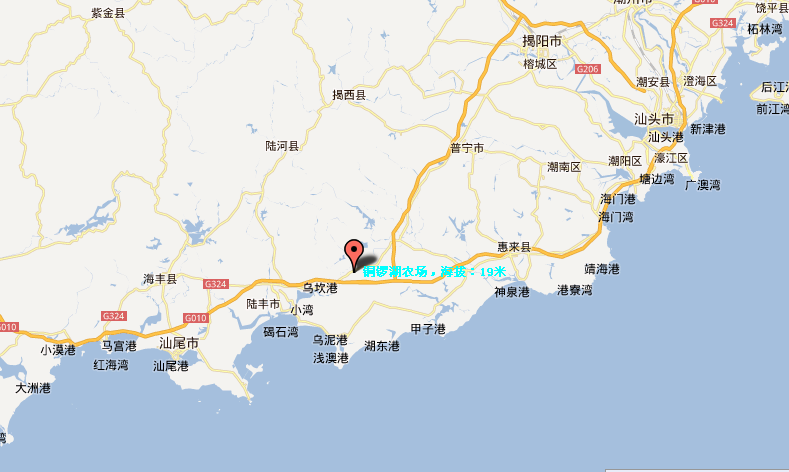 紫金县
潮州市
G010
饶平县
G324
柘林湾
揭阳市
榕城区
G206
潮安县
澄海区
后江湾
前江湾
揭西县
汕头市
汕头港
新津港
陆河县
普宁市
潮南区
潮阳区
濠江区
塘边湾
广澳湾
海门港
海门湾
惠来县
铜锣湖农场，海拔：19米
靖海港
海丰县
G324
乌坎港
神泉港
港寮湾
陆丰市
小湾
G324
G010
碣石湾
甲子港
G010
小漠港
马宫港
汕尾市
乌泥港
湖东港
浅澳港
红海湾
汕尾港
大洲港
湾